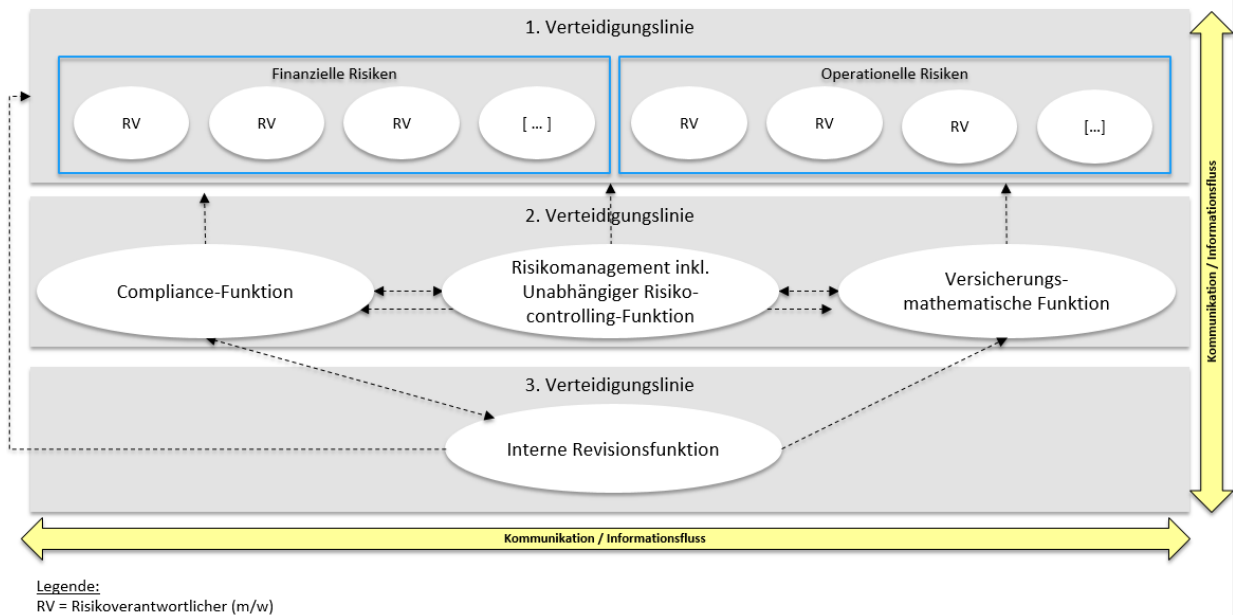 1. Verteidigungslinie
Finanzielle Risiken
Operationelle Risiken
RV
RV
RV
[ ... ]
RV
RV
RV
[...]
2. Verteidigungslinie
Compliance-Funktion
Risikomanagement inkl.
Unabhängiger Risiko-
controlling-Funktion
Versicherungs-
mathematische Funktion
3. Verteidigungslinie
Interne Revisionsfunktion
Kommunikation / Informationsfluss
Kommunikation / Informationsfluss
Legende:
RV = Risikoverantwortlicher (m/w)